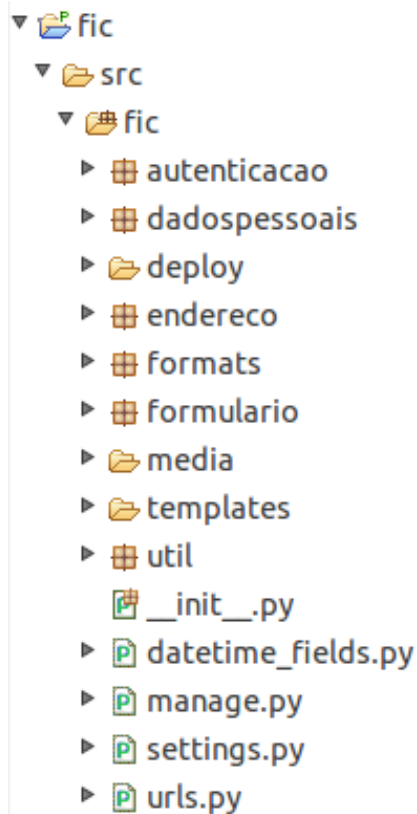 fic
src
fic
autenticacao
dadospessoais
deploy
endereco
formats
formulario
media
templates
util
__init__.py
datetime_fields.py
manage.py
settings.py
urls.py